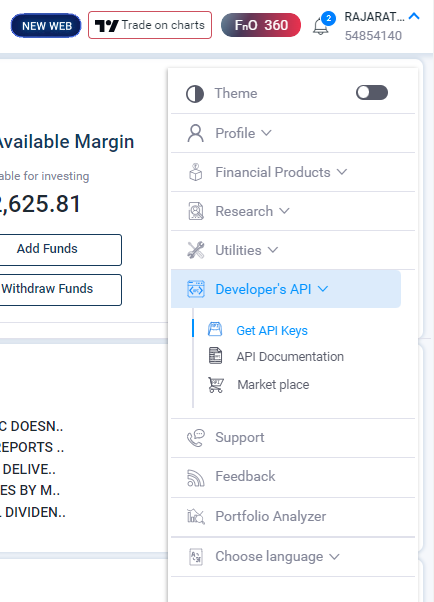 NEW WEB
Trade on charts
FnO 360
2
RAJARAT...
54854140
Available Margin
able for investing
2,625.81
Add Funds
Withdraw Funds
C DOESN..
REPORTS ..
DELIVE..
ES BY M..
DIVIDEN..
Theme
Profile
Financial Products
Research
Utilities
Developer's API
Get API Keys
API Documentation
Market place
Support
Feedback
Portfolio Analyzer
Choose language